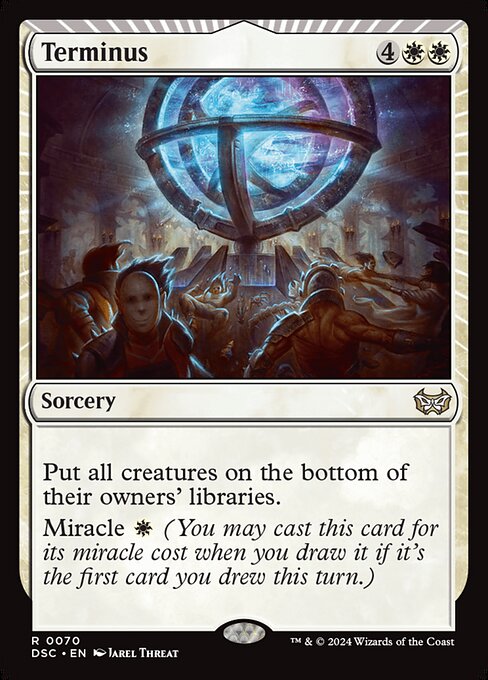 Terminus 4
Sorcery
Put all creatures on the bottom of
their owners’ libraries.
Miracle (You may cast this card for
its miracle cost when you draw it if it’s
the first card you drew this turn.)
R 0070
DSC • EN JAREL THREAT
™ & © 2024 Wizards of the Coast